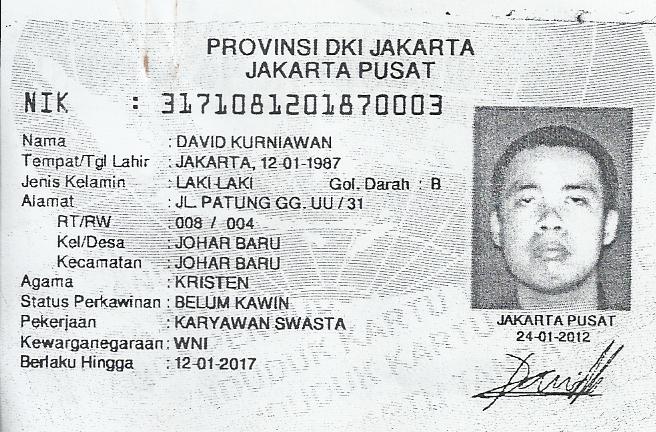 PROVINSI DKI JAKARTA
JAKARTA PUSAT
NIK : 3171081201870003
Nama : DAVID KURNIAWAN
Tempat/Tgl Lahir : JAKARTA, 12-01-1987
Jenis Kelamin : LAKI-LAKI Gol. Darah : B
Alamat : JL. PATUNG GG. UU / 31
RT/RW : 008 / 004
Kel/Desa : JOHAR BARU
Kecamatan : JOHAR BARU
Agama : KRISTEN
Status Perkawinan : BELUM KAWIN
Pekerjaan : KARYAWAN SWASTA
Kewarganegaraan : WNI
Berlaku Hingga : 12-01-2017
JAKARTA PUSAT
24-01-2012